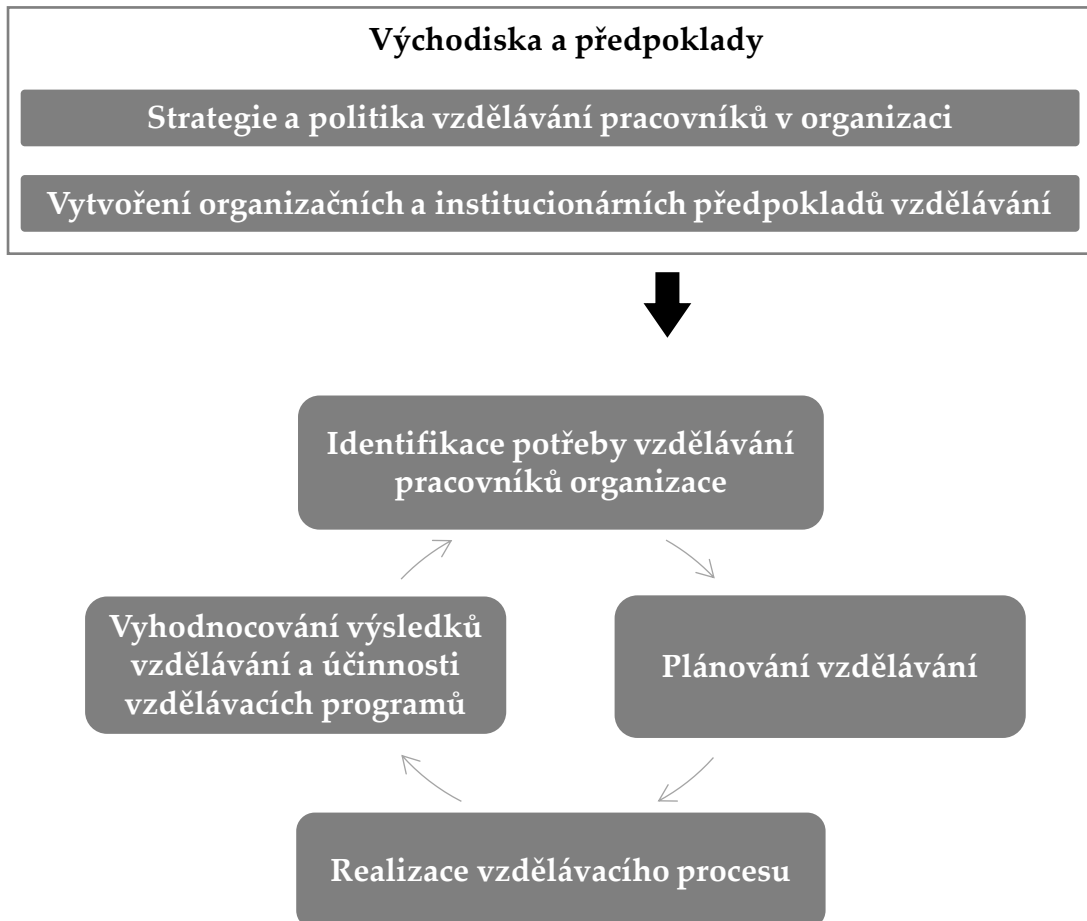 Východiska a předpoklady
Strategie a politika vzdělávání pracovníků v organizaci
Vytvoření organizačních a institucionárních předpokladů vzdělávání
Identifikace potřeby vzdělávání
pracovníků organizace
Vyhodnocování výsledků
vzdělávání a účinnosti
vzdělávacích programů
Plánování vzdělávání
Realizace vzdělávacího procesu